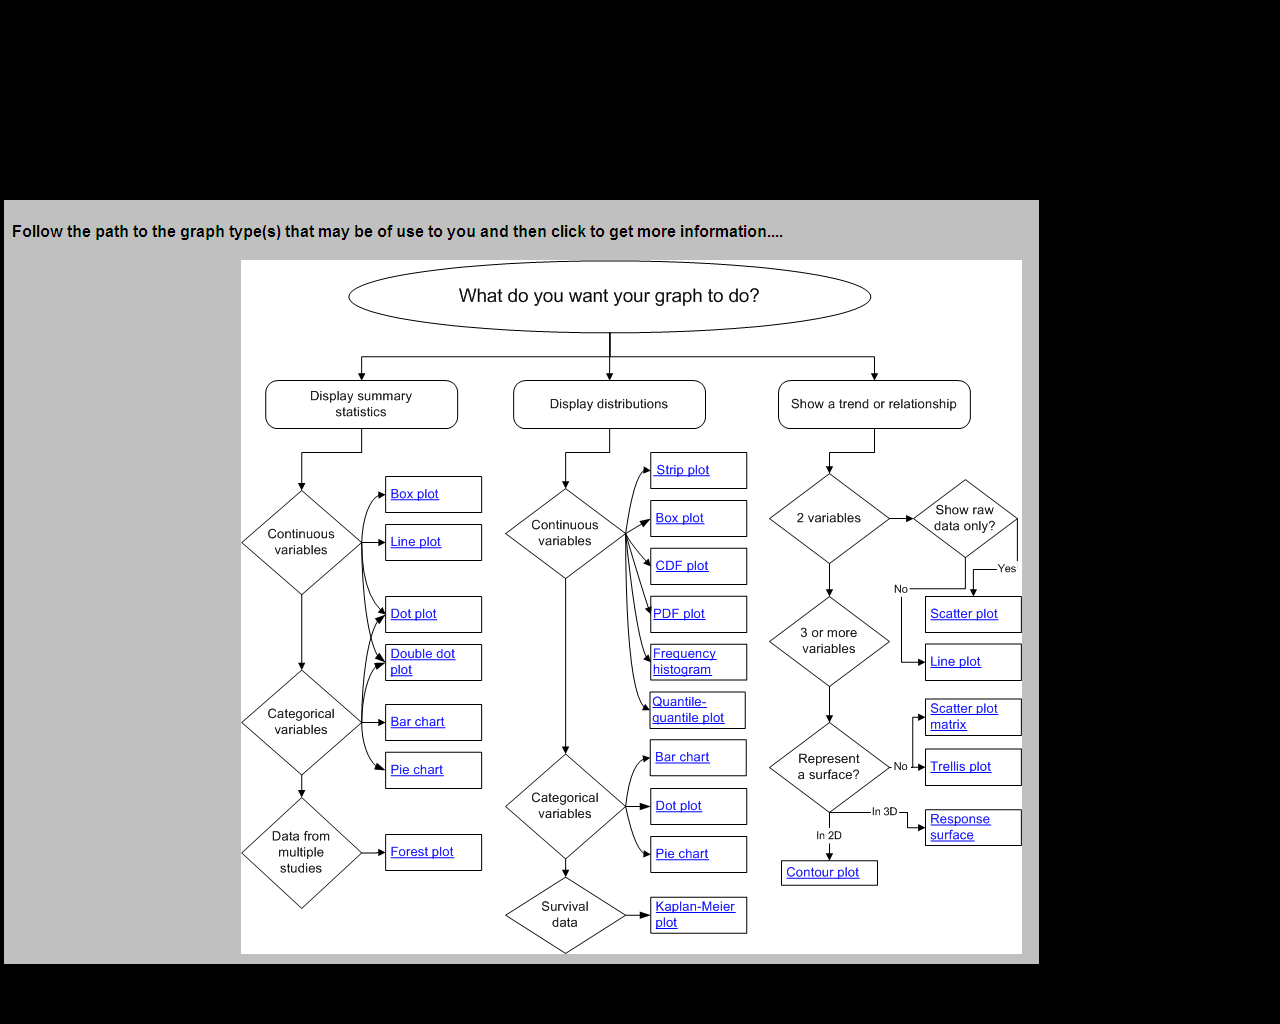 Follow the path to the graph type(s) that may be of use to you and then click to get more information....
What do you want your graph to do?
Display summary
statistics
Display distributions
Show a trend or relationship
Continuous
variables
Box plot
Line plot
Dot plot
Double dot
plot
Categorical
variables
Bar chart
Pie chart
Data from
multiple
studies
Forest plot
Continuous
variables
Strip plot
Box plot
CDF plot
PDF plot
Frequency
histogram
Quantile-
quantile plot
Categorical
variables
Bar chart
Dot plot
Pie chart
Survival
data
Kaplan-Meier
plot
2 variables
Show raw
data only?
Yes
No
Scatter plot
Line plot
3 or more
variables
Represent
a surface?
No
Scatter plot
matrix
Trellis plot
In 3D
Response
surface
In 2D
Contour plot